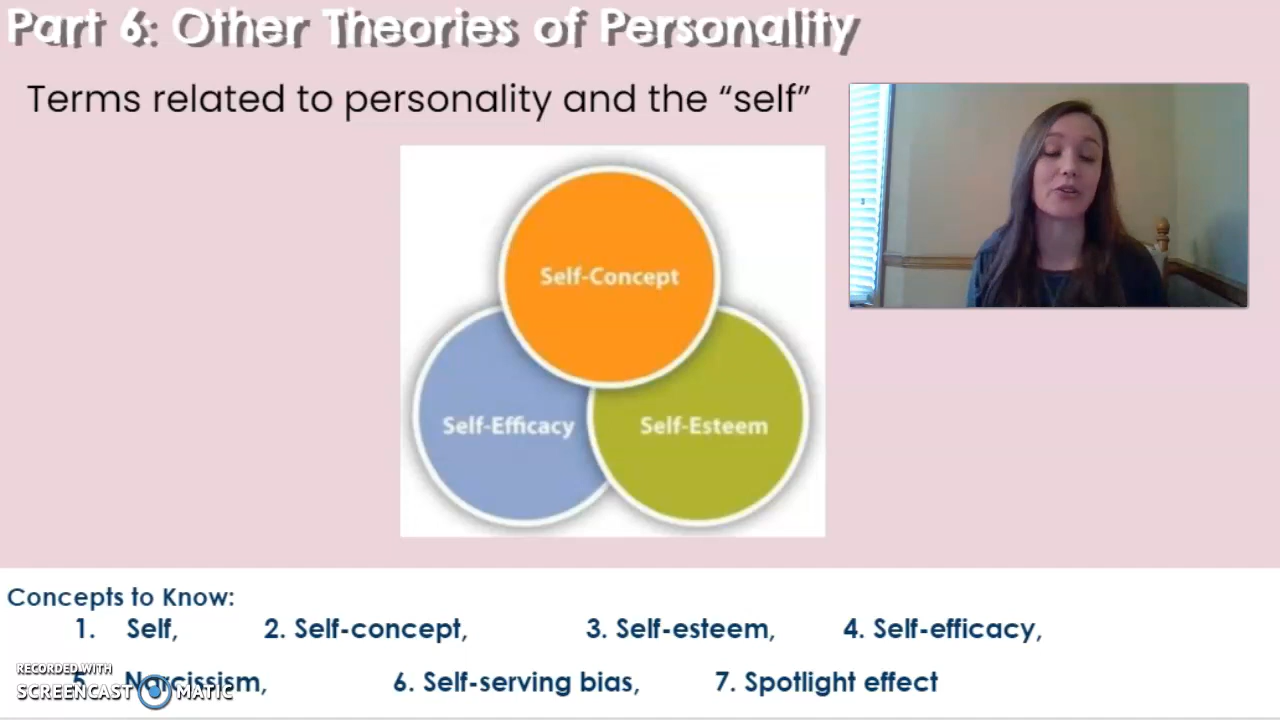 Part 6: Other Theories of Personality
Terms related to personality and the “self”
Self-Concept
Self-Efficacy
Self-Esteem
Concepts to Know:
1. Self, 2. Self-concept, 3. Self-esteem, 4. Self-efficacy,
5. Narcissism, 6. Self-serving bias, 7. Spotlight effect
RECORDED WITH
SCREENCAST MATIC